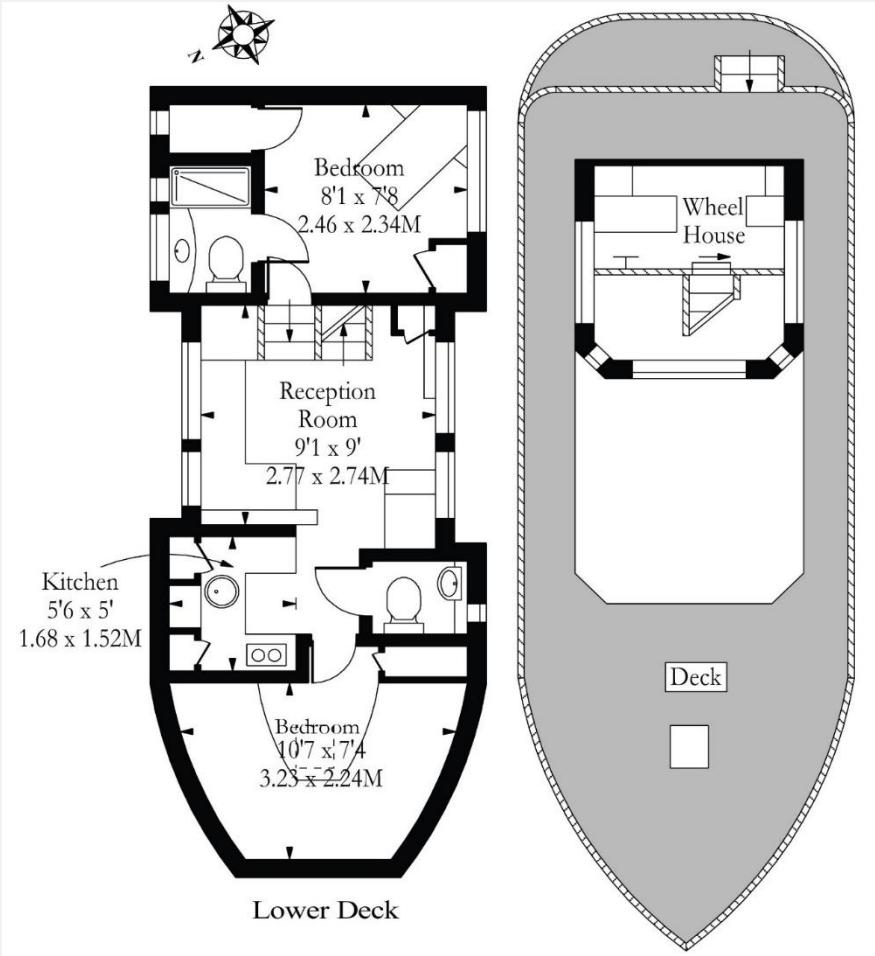 N
Bedroom
8'1 x 7'8
2.46 x 2.34M
Reception
Room
9'1 x 9'
2.77 x 2.74M
Kitchen
5'6 x 5'
1.68 x 1.52M
Bedroom
10'7 x 7'4
3.23 x 2.24M
Lower Deck
Wheel
House
Deck